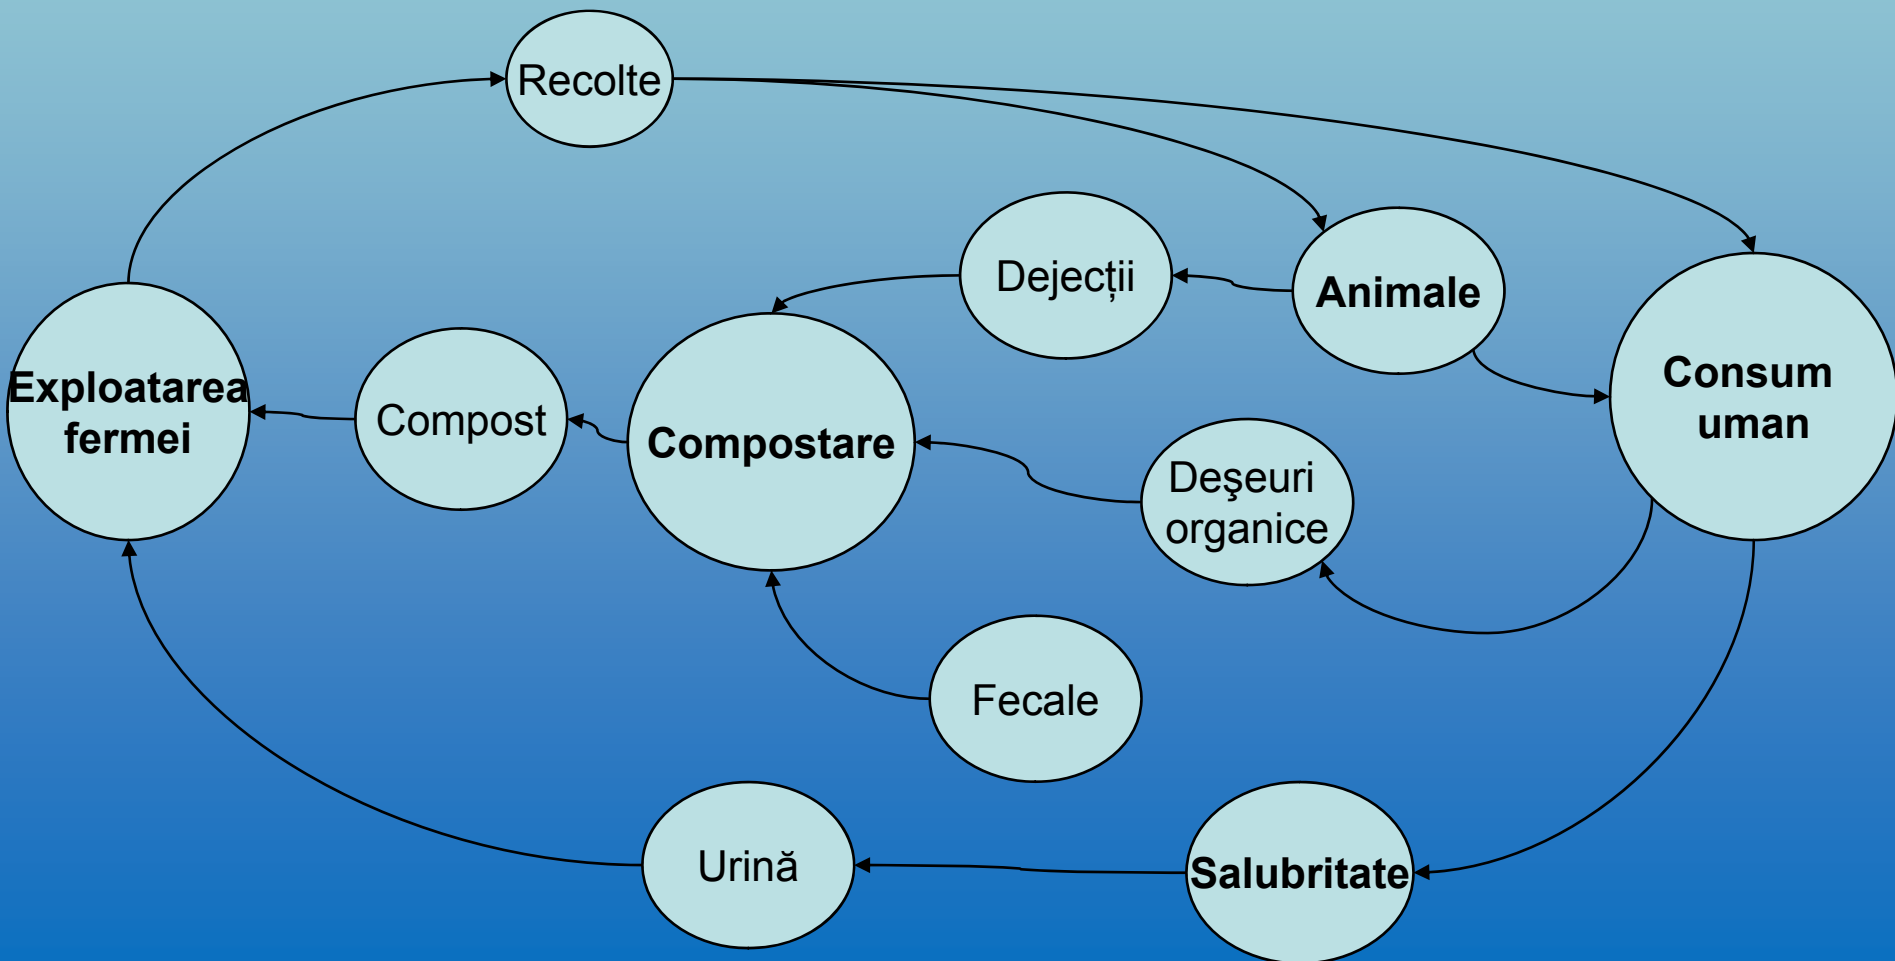 Recolte
Dejecții
Animale
Consum
uman
Exploatarea
fermei
Compost
Compostare
Deşeuri
organice
Fecale
Urină
Salubritate